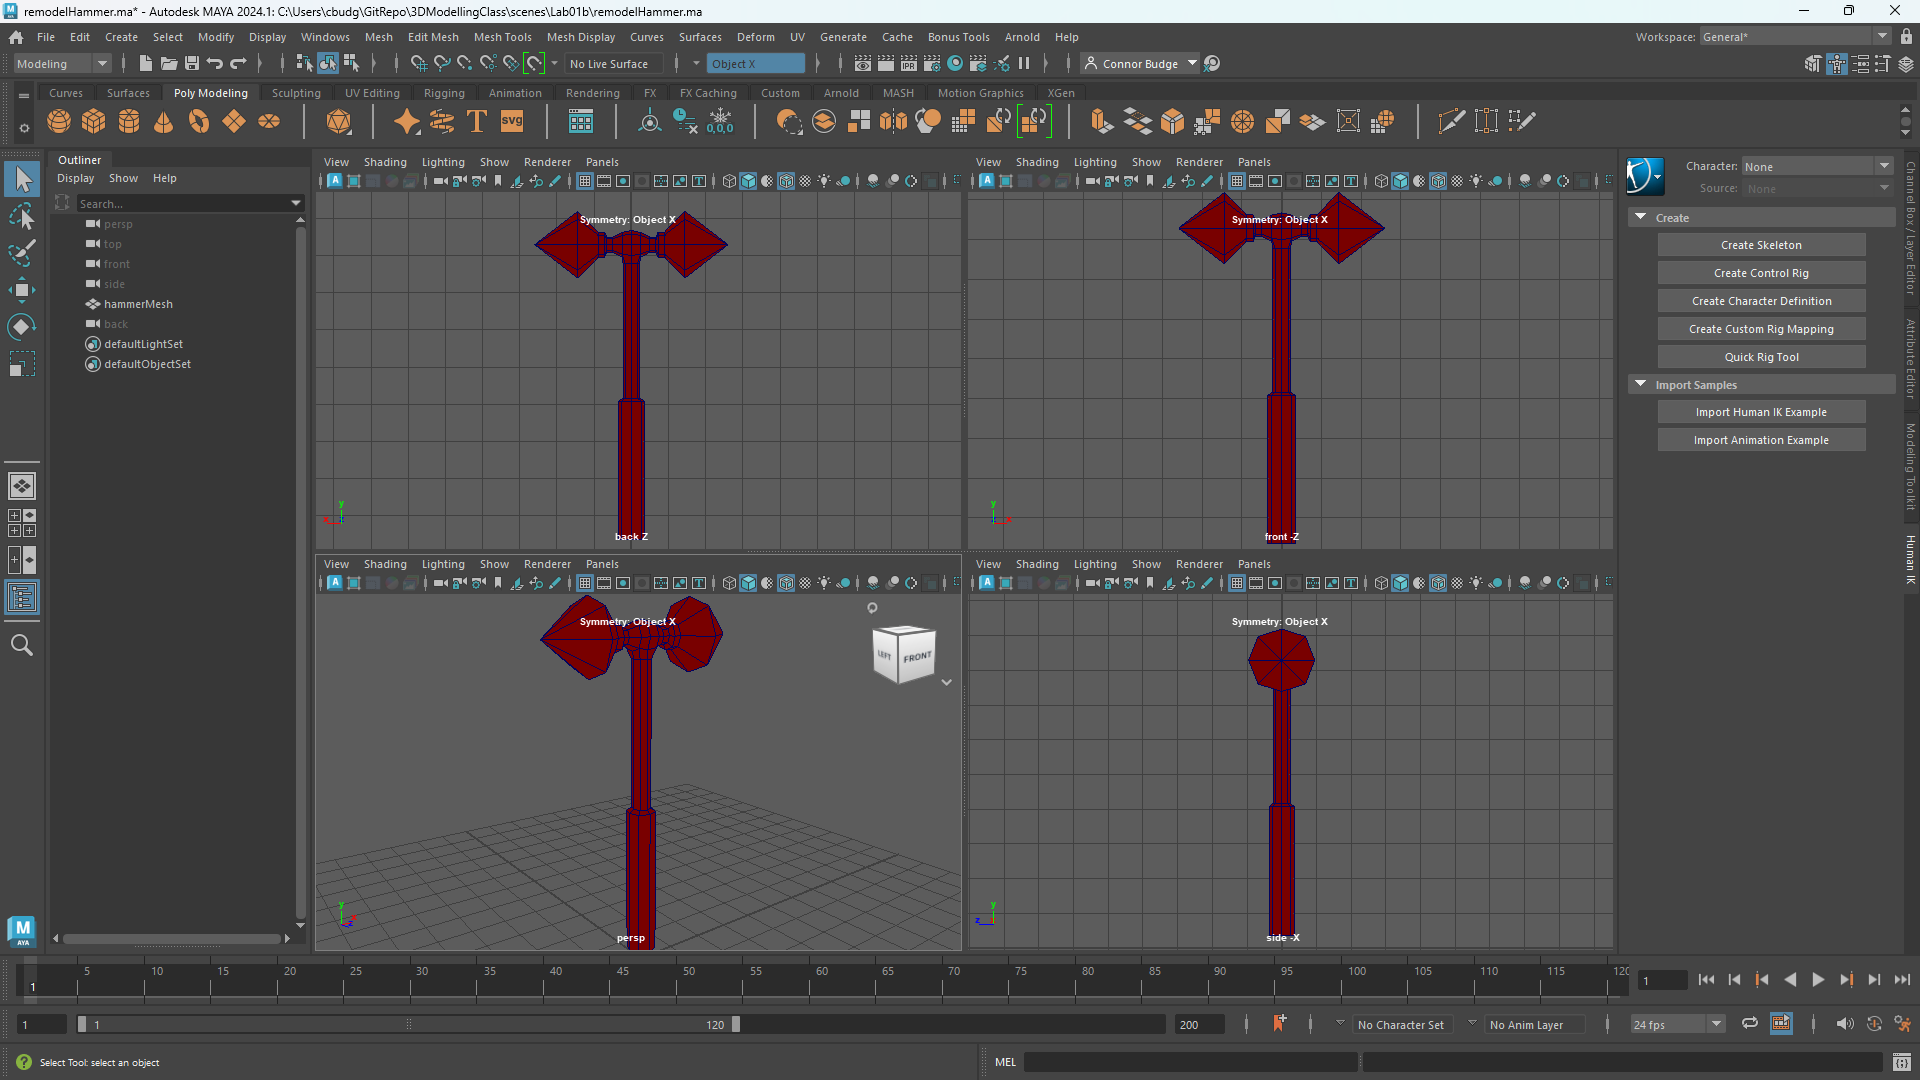 remodelHammer.ma* - Autodesk MAYA 2024.1: C:\Users\cbudg\GitRepo\3DModellingClass\scenes\Lab01b\remodelHammer.ma
File Edit Create Select Modify Display Windows Mesh Edit Mesh Mesh Tools Mesh Display Curves Surfaces Deform UV Generate Cache Bonus Tools Arnold Help
Workspace: General*
Modeling
No Live Surface
Object X
Connor Budge
IPR
Curves Surfaces Poly Modeling Sculpting UV Editing Rigging Animation Rendering FX FX Caching Custom Arnold MASH Motion Graphics XGen
SVG
0,0,0
Outliner
Display Show Help
Search...
persp
top
front
side
hammerMesh
back
defaultLightSet
defaultObjectSet
View Shading Lighting Show Renderer Panels
Symmetry: Object X
back Z
View Shading Lighting Show Renderer Panels
Symmetry: Object X
front -Z
View Shading Lighting Show Renderer Panels
Symmetry: Object X
LEFT FRONT
persp
View Shading Lighting Show Renderer Panels
Symmetry: Object X
side -X
Character: None
Source: None
Create
Create Skeleton
Create Control Rig
Create Character Definition
Create Custom Rig Mapping
Quick Rig Tool
Import Samples
Import Human IK Example
Import Animation Example
Channel Box / Layer Editor
Attribute Editor
Modeling Toolkit
Human IK
M
AYA
5 10 15 20 25 30 35 40 45 50 55 60 65 70 75 80 85 90 95 100 105 110 115 120
1
1
1
1 120
200
No Character Set
No Anim Layer
24 fps
Select Tool: select an object
MEL